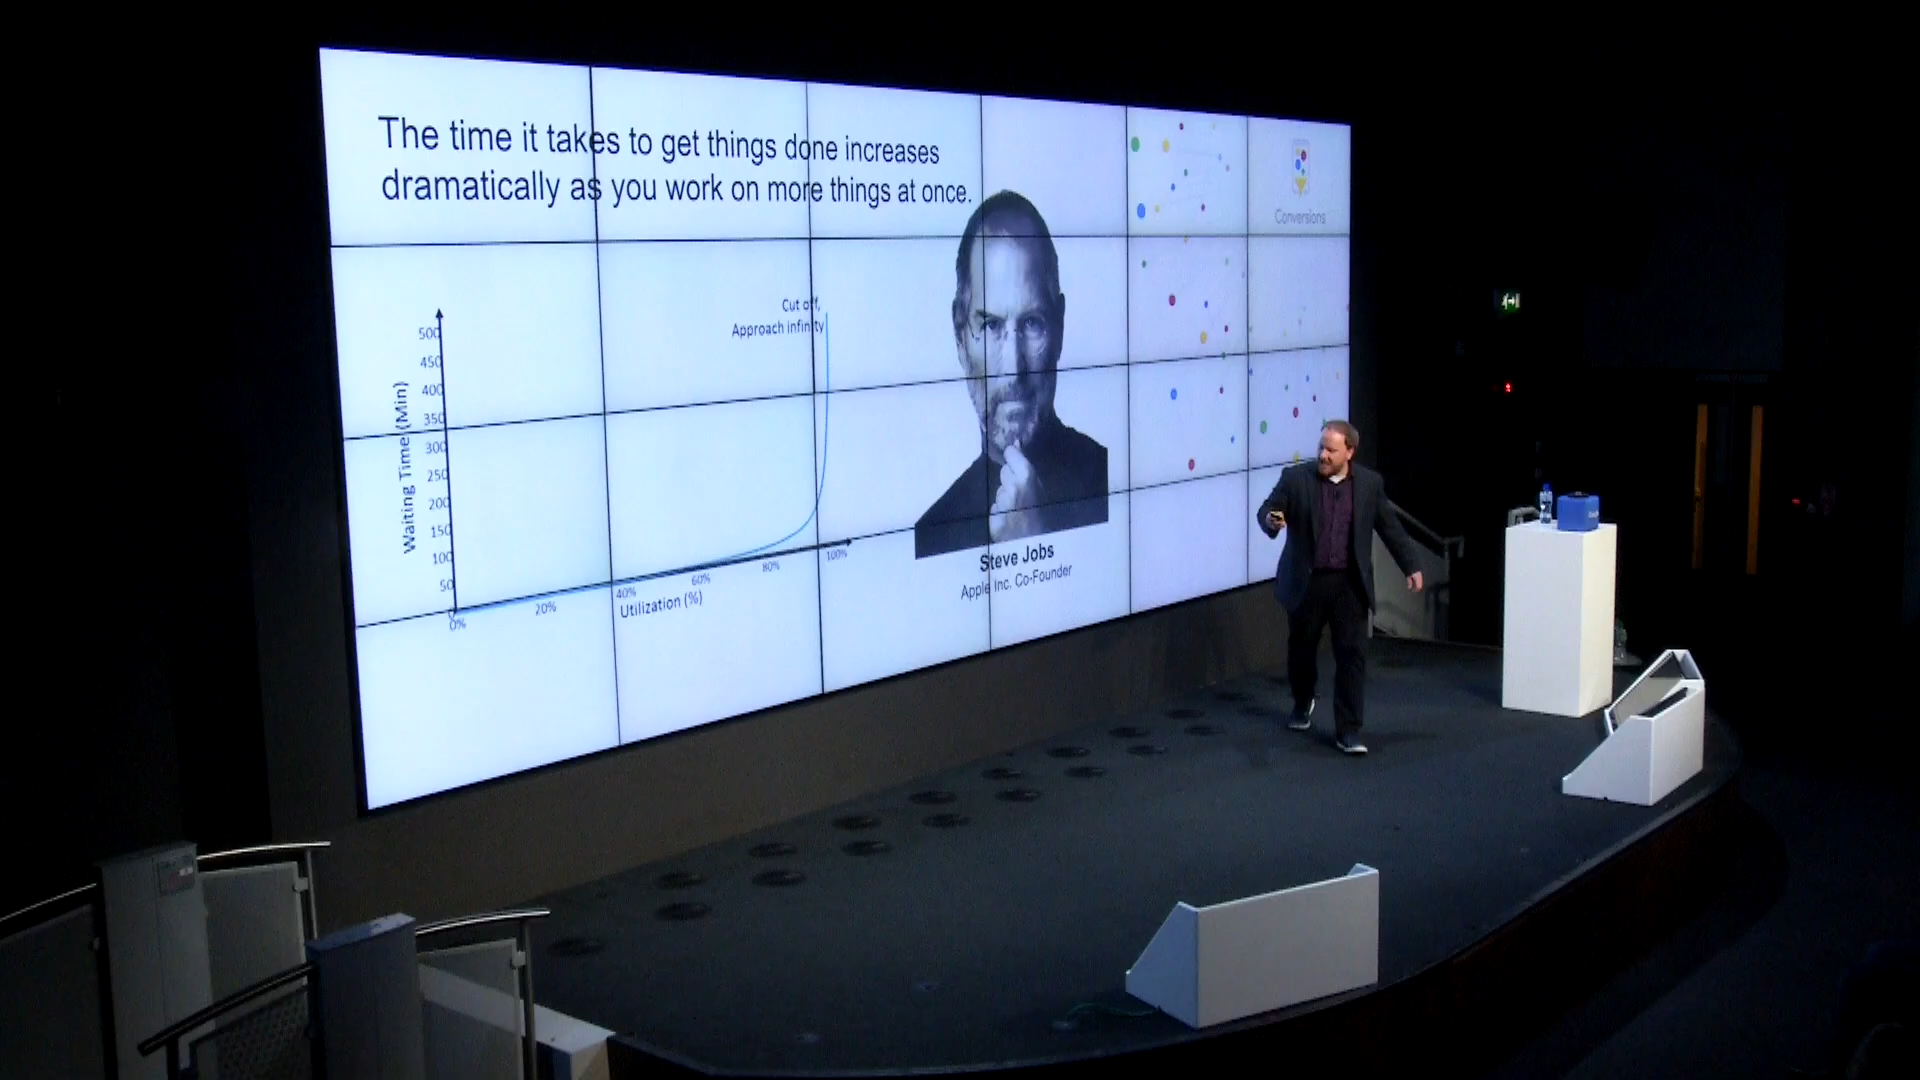 The time it takes to get things done increases
dramatically as you work on more things at once.
Conversions
Cut off,
Approach infinity
Waiting Time (Min)
500
450
400
350
300
250
200
150
100
50
0
0%
20%
40%
60%
80%
100%
Utilization (%)
Steve Jobs
Apple Inc. Co-Founder